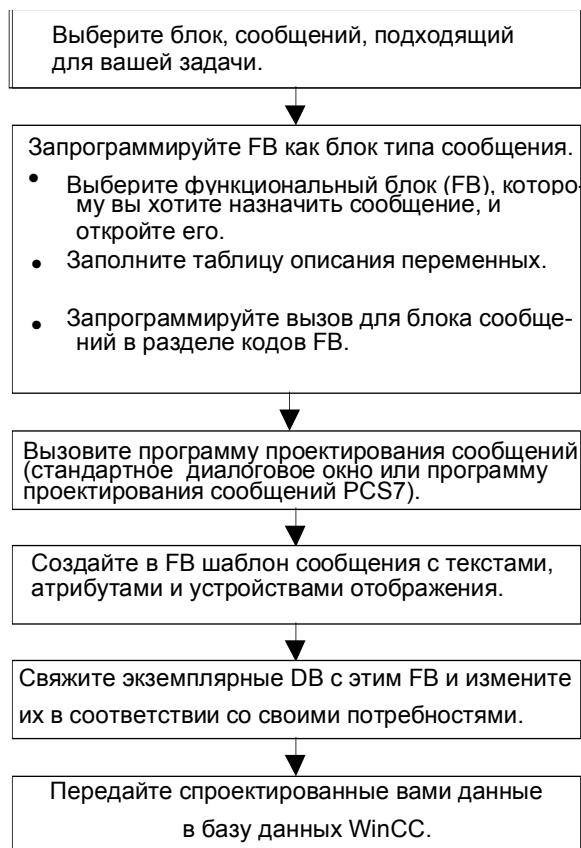 Выберите блок, сообщений, подходящий
для вашей задачи.
Запрограммируйте FB как блок типа сообщения.
• Выберите функциональный блок (FB), которо-
му вы хотите назначить сообщение, и
откройте его.
• Заполните таблицу описания переменных.
• Запрограммируйте вызов для блока сообще-
ний в разделе кодов FB.
Вызовите программу проектирования сообщений
(стандартное диалоговое окно или программу
проектирования сообщений PCS7).
Создайте в FB шаблон сообщения с текстами,
атрибутами и устройствами отображения.
Свяжите экземплярные DB с этим FB и измените
их в соответствии со своими потребностями.
Передайте спроектированные вами данные
в базу данных WinCC.